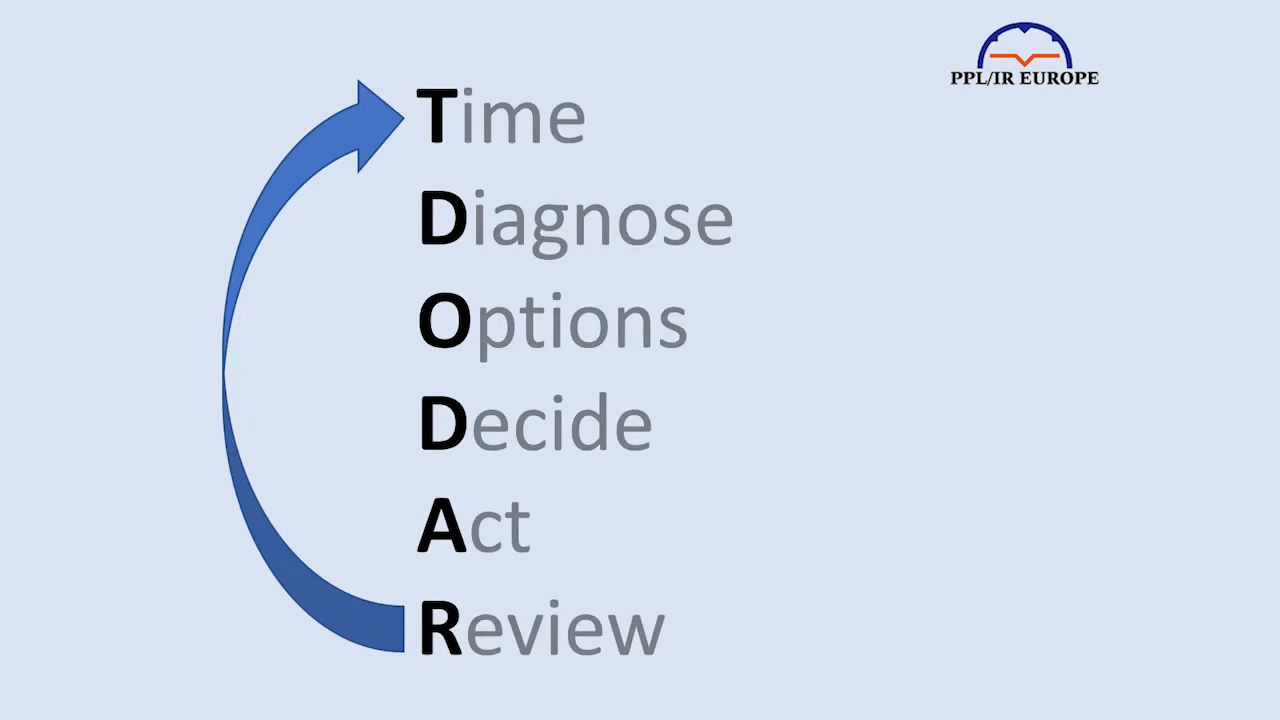 PPL/IR EUROPE
Time
Diagnose
Options
Decide
Act
Review